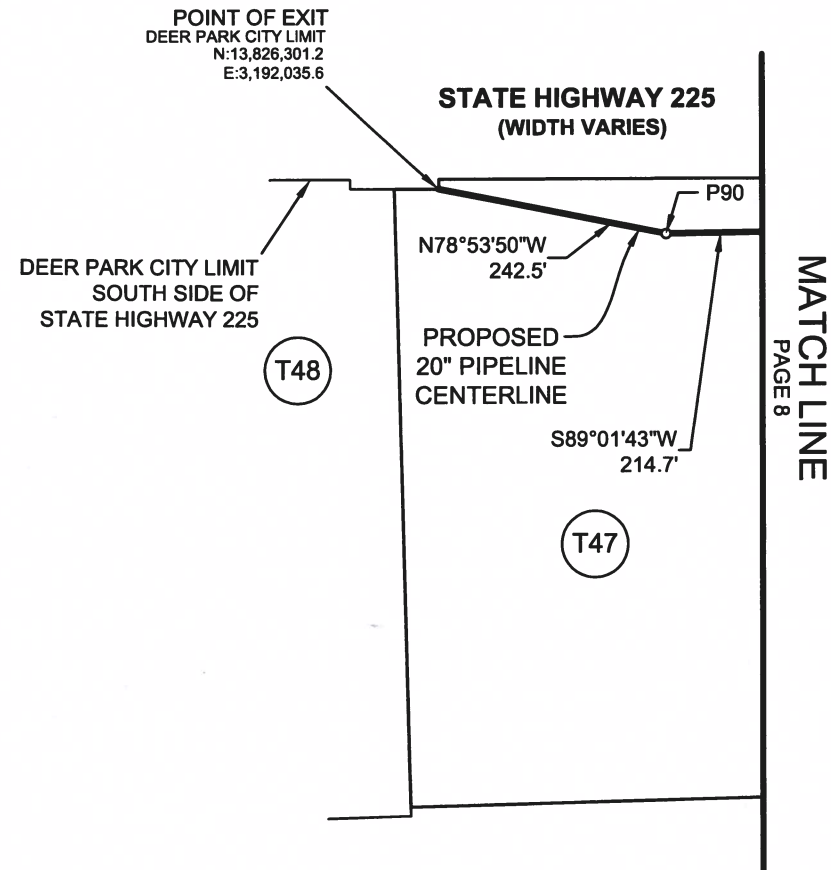 POINT OF EXIT
DEER PARK CITY LIMIT
N:13,826,301.2
E:3,192,035.6
STATE HIGHWAY 225
(WIDTH VARIES)
P90
N78°53'50"W
242.5'
DEER PARK CITY LIMIT
SOUTH SIDE OF
STATE HIGHWAY 225
PROPOSED
20" PIPELINE
CENTERLINE
T48
S89°01'43"W
214.7'
T47
MATCH LINE
PAGE 8